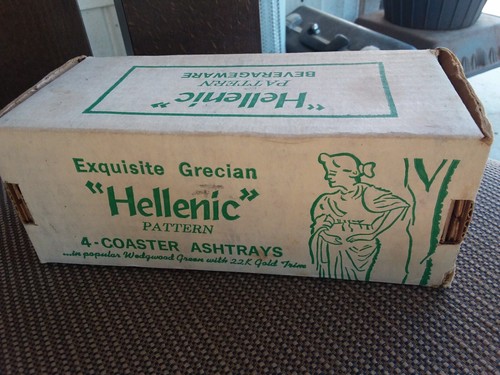 "Hellenic"
PATTERN
BEVERAGEWARE
Exquisite Grecian
"Hellenic"
PATTERN
4-COASTER ASHTRAYS
...in popular Wedgwood Green with 22K Gold Trim